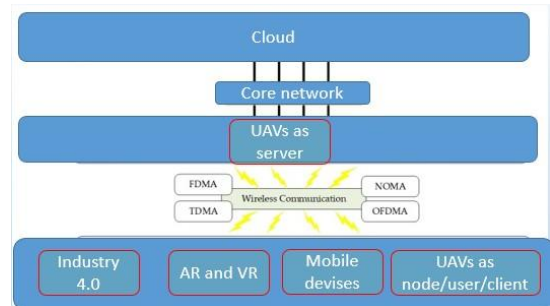 Cloud
Core network
UAVs as
server
FDMA
NOMA
Wireless Communication
TDMA
OFDMA
Industry
4.0
AR and VR
Mobile
devises
UAVs as
node/user/client